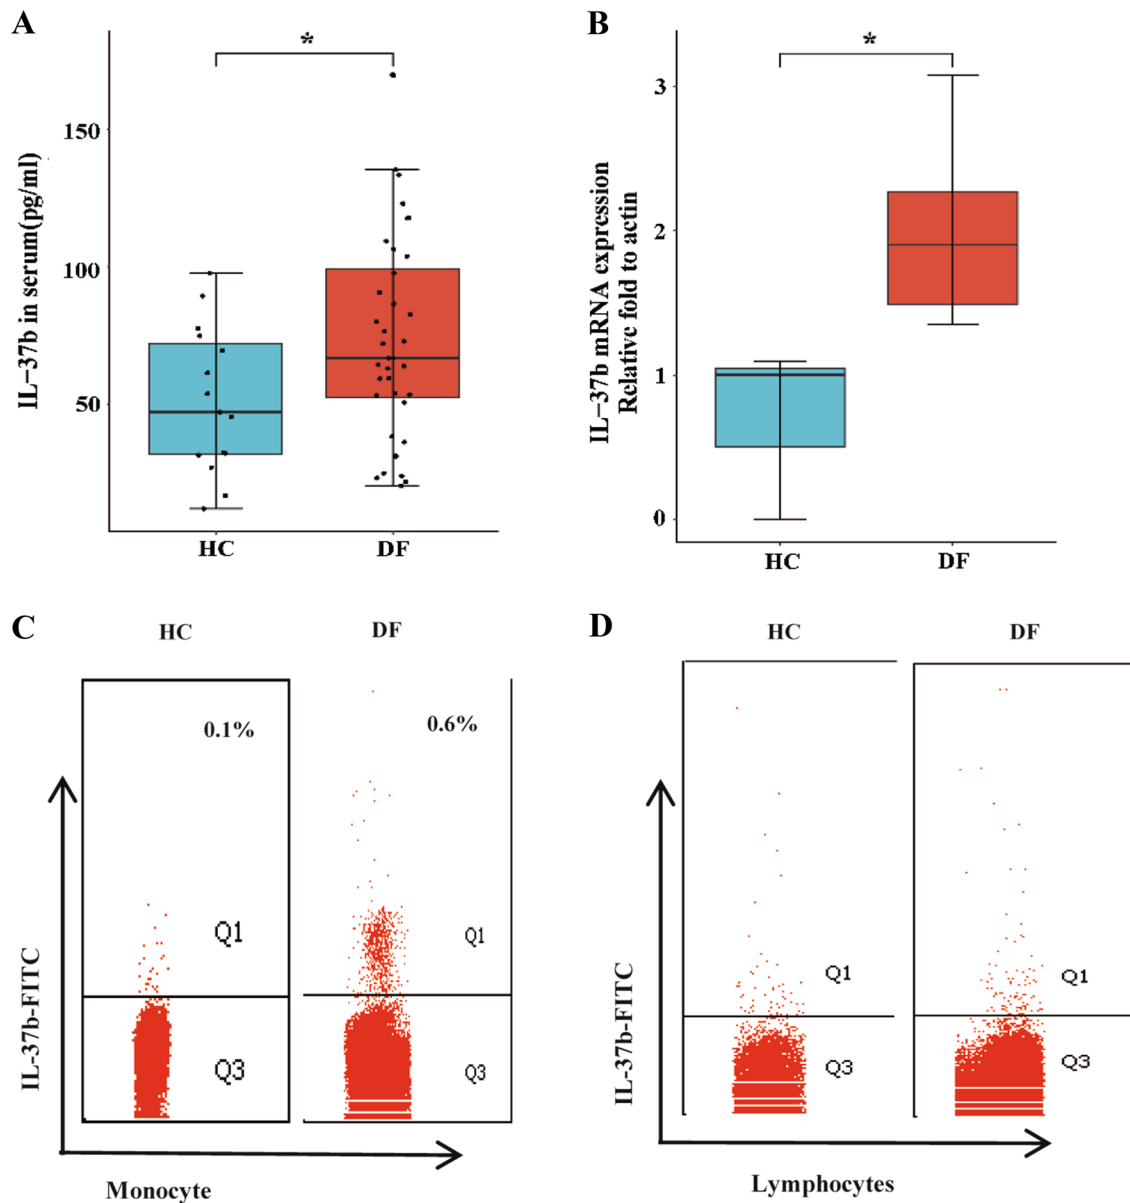 A
*
IL-37b in serum(pg/ml)
150
100
50
HC
DF
B
*
IL-37b mRNA expression
Relative fold to actin
3
2
1
0
HC
DF
C
HC
DF
0.1%
0.6%
Q1
Q1
Q3
Q3
IL-37b-FITC
Monocyte
D
HC
DF
Q1
Q1
Q3
Q3
IL-37b-FITC
Lymphocytes